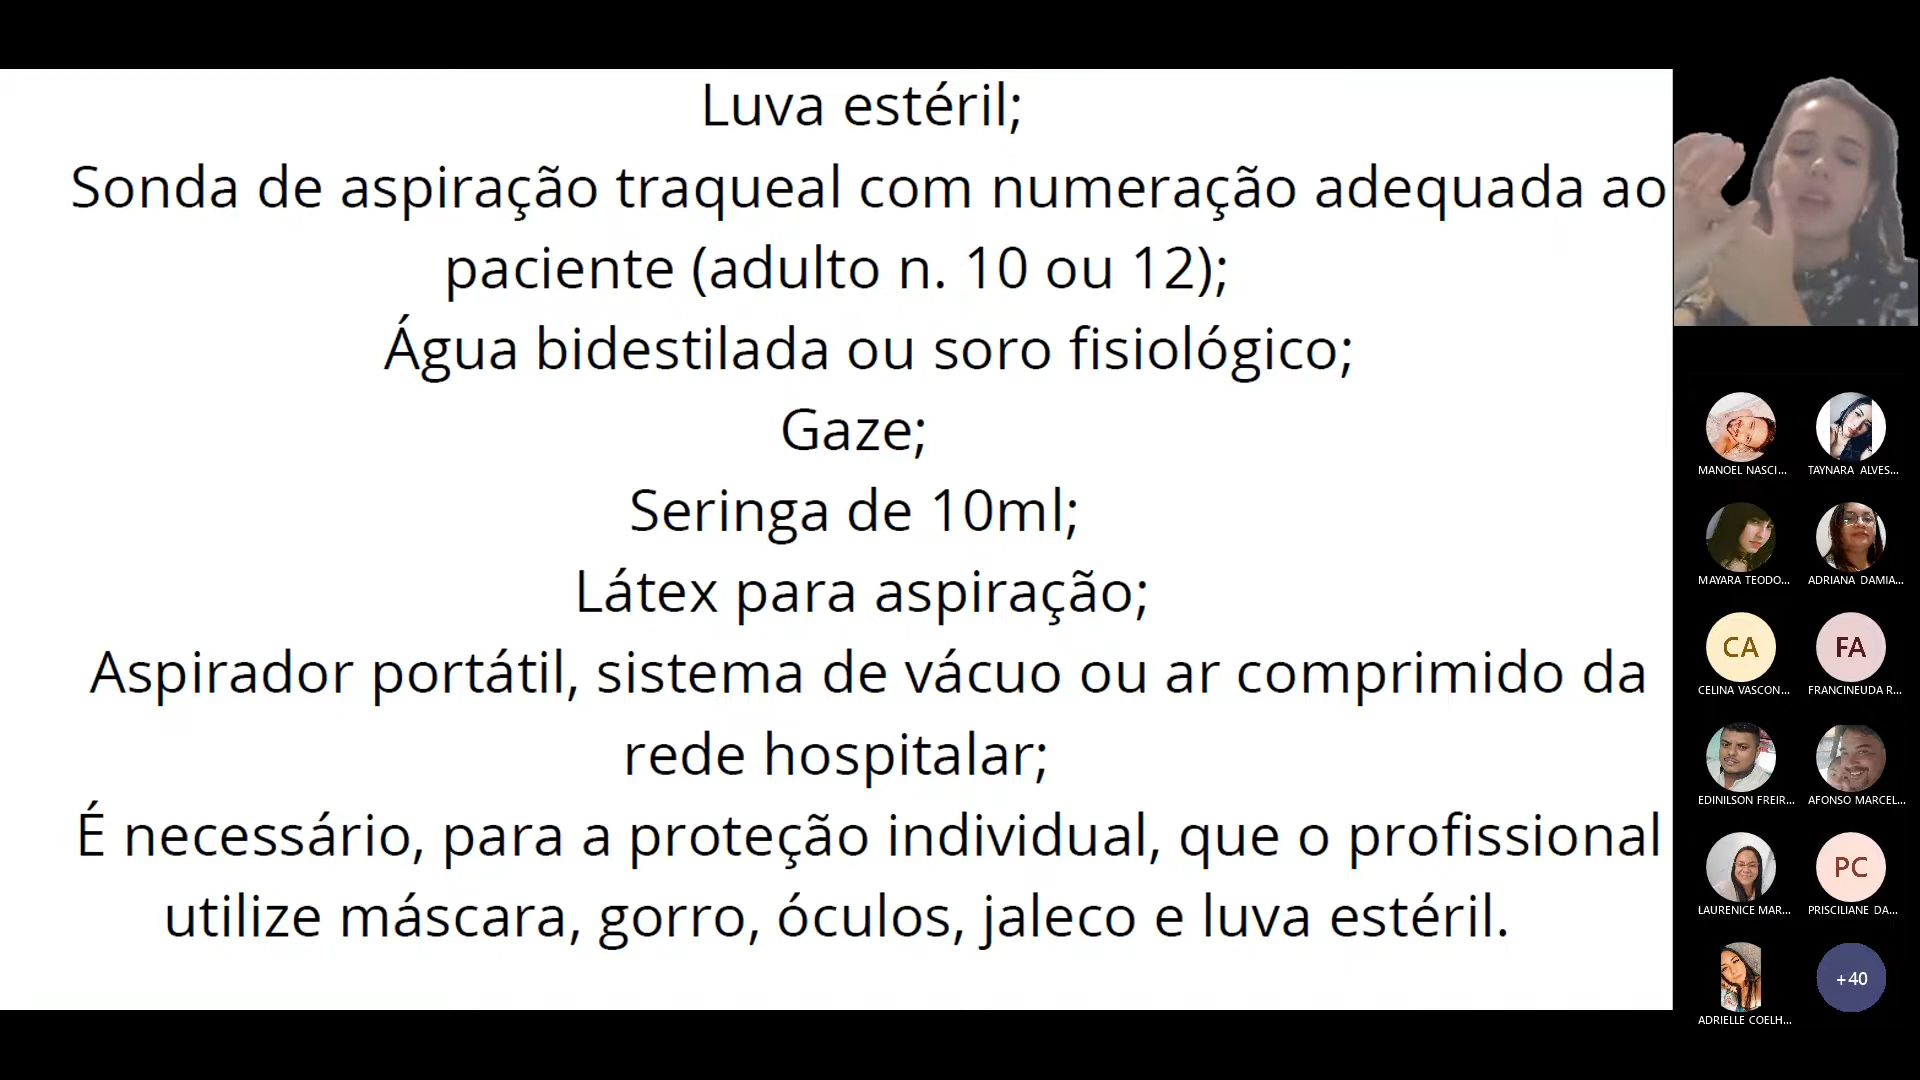 Luva estéril;
Sonda de aspiração traqueal com numeração adequada ao
paciente (adulto n. 10 ou 12);
Água bidestilada ou soro fisiológico;
Gaze;
Seringa de 10ml;
Látex para aspiração;
Aspirador portátil, sistema de vácuo ou ar comprimido da
rede hospitalar;
É necessário, para a proteção individual, que o profissional
utilize máscara, gorro, óculos, jaleco e luva estéril.
MANOEL NASCI...
TAYNARA ALVES...
MAYARA TEODO...
ADRIANA DAMIA...
CA
FA
CELINA VASCON...
FRANCINEUDA R...
EDINILSON FREIR...
AFONSO MARCEL...
PC
LAURENICE MAR...
PRISCILIANE DA...
+40
ADRIELLE COELH...